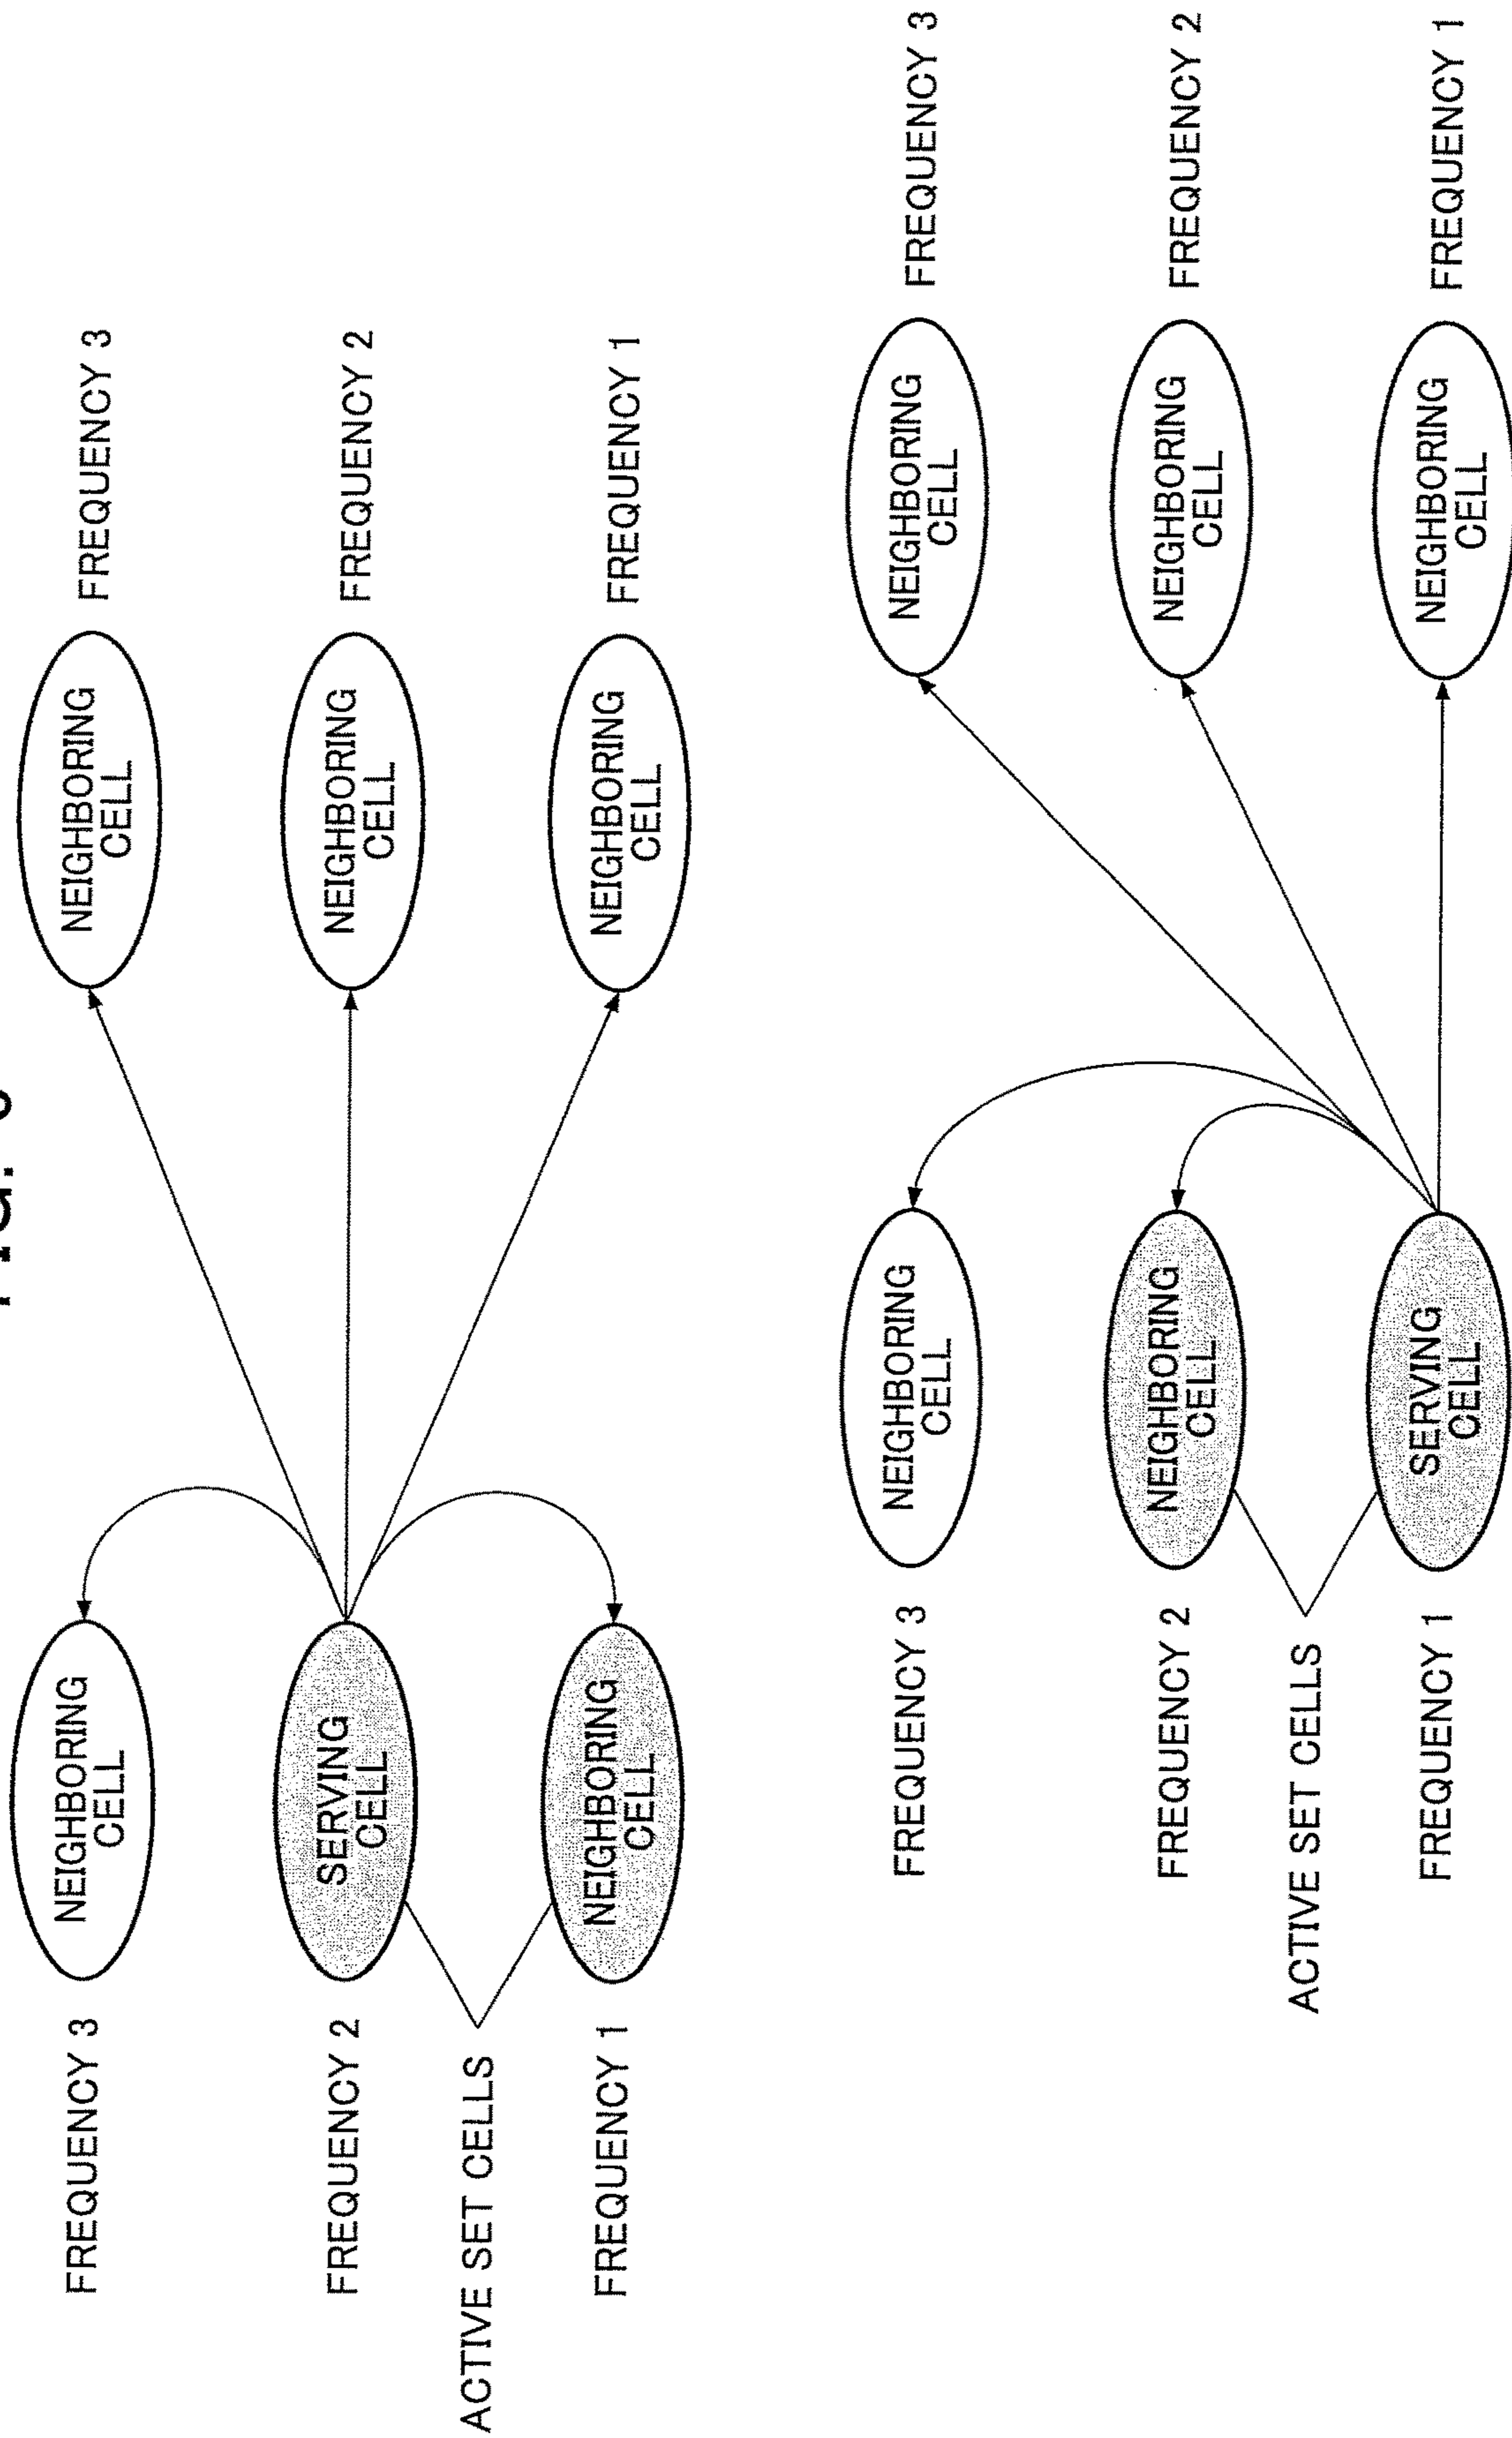 FREQUENCY 3
NEIGHBORING
CELL
NEIGHBORING
CELL
FREQUENCY 3
FREQUENCY 2
SERVING
CELL
NEIGHBORING
CELL
FREQUENCY 2
ACTIVE SET CELLS
FREQUENCY 1
NEIGHBORING
CELL
NEIGHBORING
CELL
FREQUENCY 1
FREQUENCY 3
NEIGHBORING
CELL
NEIGHBORING
CELL
FREQUENCY 3
FREQUENCY 2
NEIGHBORING
CELL
NEIGHBORING
CELL
FREQUENCY 2
ACTIVE SET CELLS
FREQUENCY 1
SERVING
CELL
NEIGHBORING
CELL
FREQUENCY 1